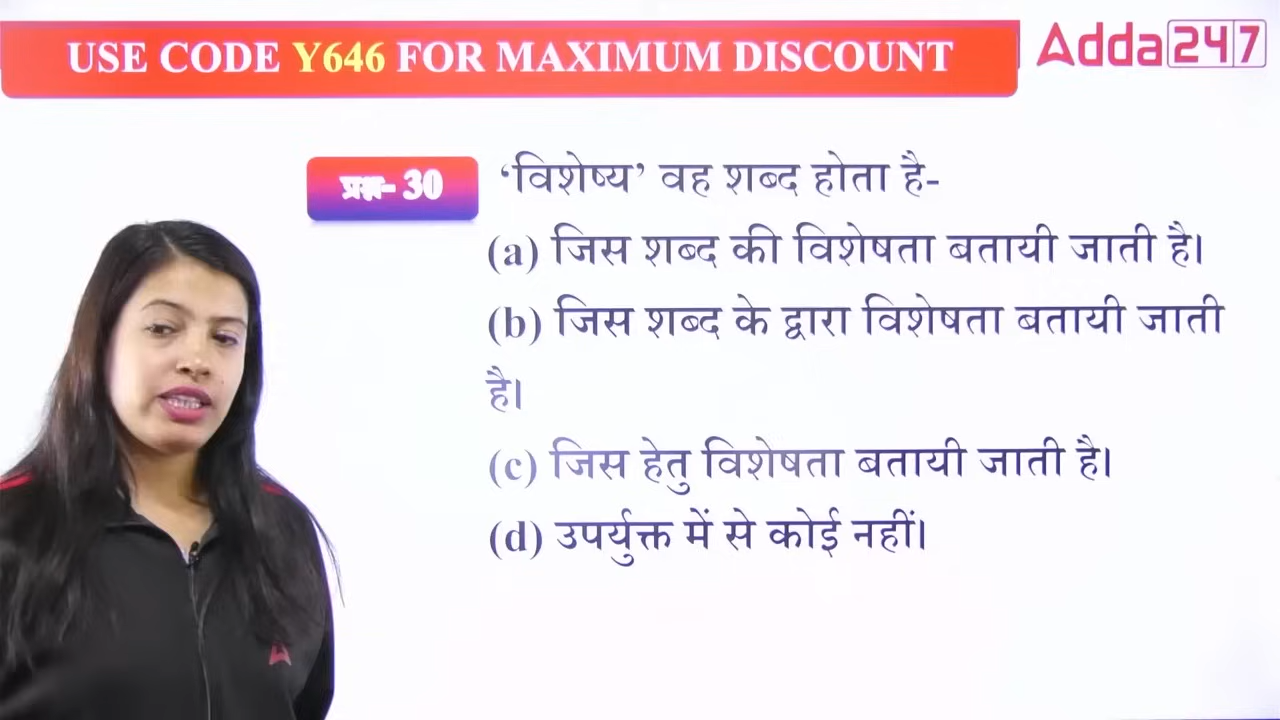 USE CODE Y646 FOR MAXIMUM DISCOUNT
Adda247
प्रश्न- 30
‘विशेष्य’ वह शब्द होता है-
(a) जिस शब्द की विशेषता बतायी जाती है।
(b) जिस शब्द के द्वारा विशेषता बतायी जाती
है।
(c) जिस हेतु विशेषता बतायी जाती है।
(d) उपर्युक्त में से कोई नहीं।